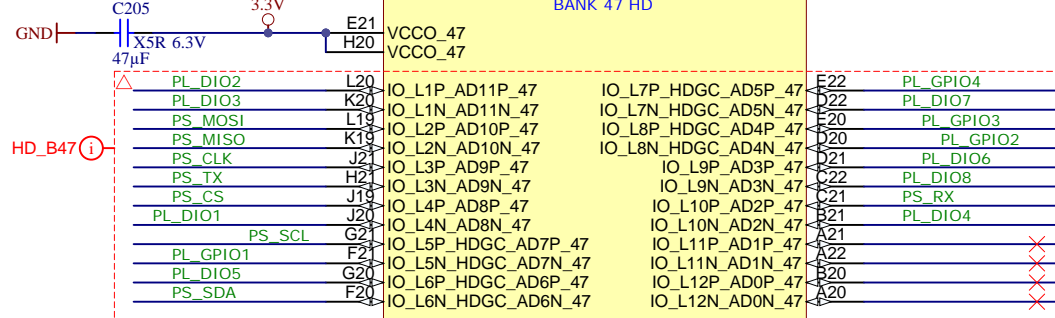 C205
3.3V
BANK 47 HD
GND
X5R 6.3V
47µF
E21 VCCO_47
H20 VCCO_47
HD_B47 i
PL_DIO2 L20 IO_L1P_AD11P_47 IO_L7P_HDGC_AD5P_47 E22 PL_GPIO4
PL_DIO3 K20 IO_L1N_AD11N_47 IO_L7N_HDGC_AD5N_47 D22 PL_DIO7
PS_MOSI L19 IO_L2P_AD10P_47 IO_L8P_HDGC_AD4P_47 E20 PL_GPIO3
PS_MISO K19 IO_L2N_AD10N_47 IO_L8N_HDGC_AD4N_47 D20 PL_GPIO2
PS_CLK J21 IO_L3P_AD9P_47 IO_L9P_AD3P_47 D21 PL_DIO6
PS_TX H21 IO_L3N_AD9N_47 IO_L9N_AD3N_47 C22 PL_DIO8
PS_CS J19 IO_L4P_AD8P_47 IO_L10P_AD2P_47 C21 PS_RX
PL_DIO1 J20 IO_L4N_AD8N_47 IO_L10N_AD2N_47 B21 PL_DIO4
PS_SCL G21 IO_L5P_HDGC_AD7P_47 IO_L11P_AD1P_47 A21
PL_GPIO1 F21 IO_L5N_HDGC_AD7N_47 IO_L11N_AD1N_47 A22
PL_DIO5 G20 IO_L6P_HDGC_AD6P_47 IO_L12P_AD0P_47 B20
PS_SDA F20 IO_L6N_HDGC_AD6N_47 IO_L12N_AD0N_47 A20